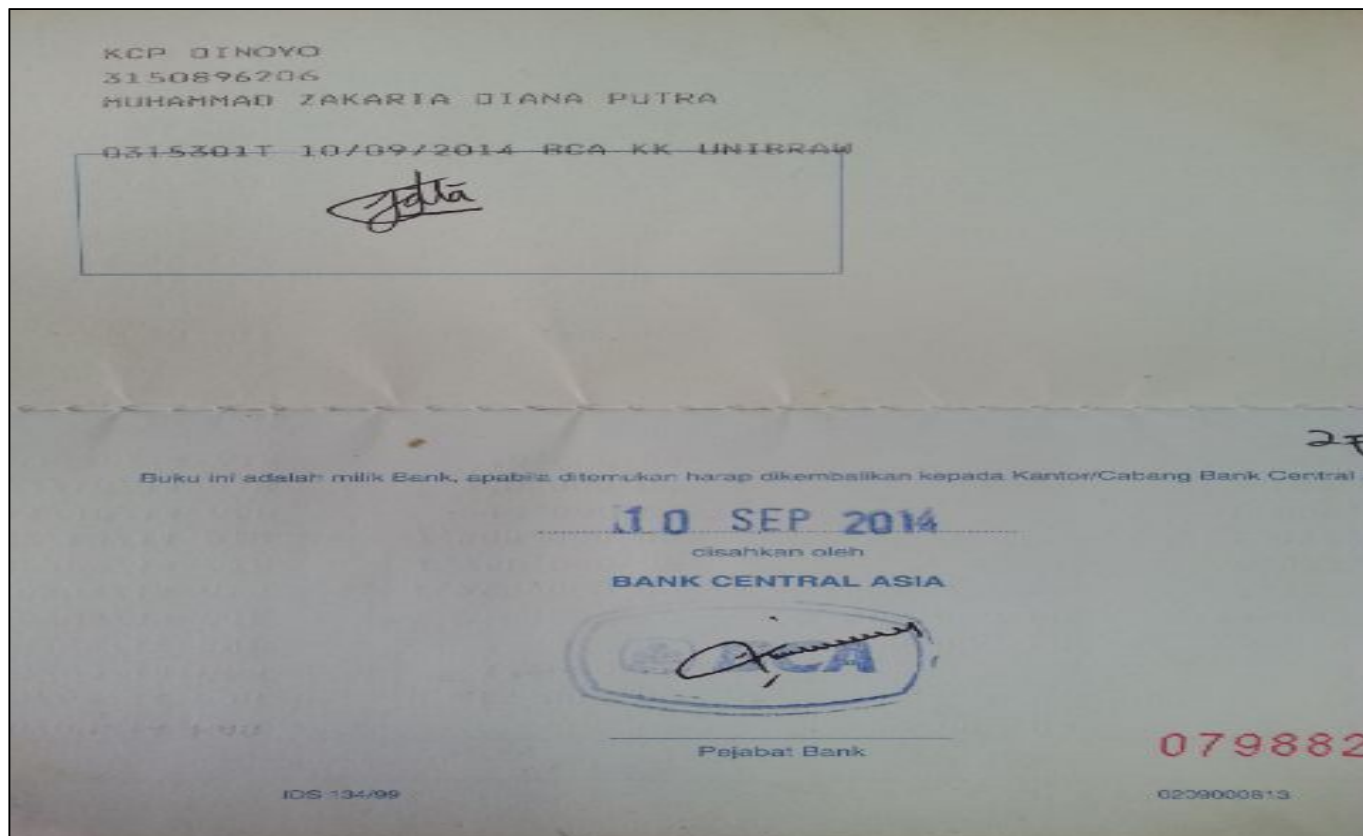 KCP DINOYO
3150896206
MUHAMMAD ZAKARIA DIANA PUTRA
0315301T 10/09/2014 BCA KK UNIBRAW
Buku ini adalah milik Bank, apabila ditemukan harap dikembalikan kepada Kantor/Cabang Bank Central
10 SEP 2014
disahkan oleh
BANK CENTRAL ASIA
BCA
Pejabat Bank
079882
IDS 134/99
0209000813